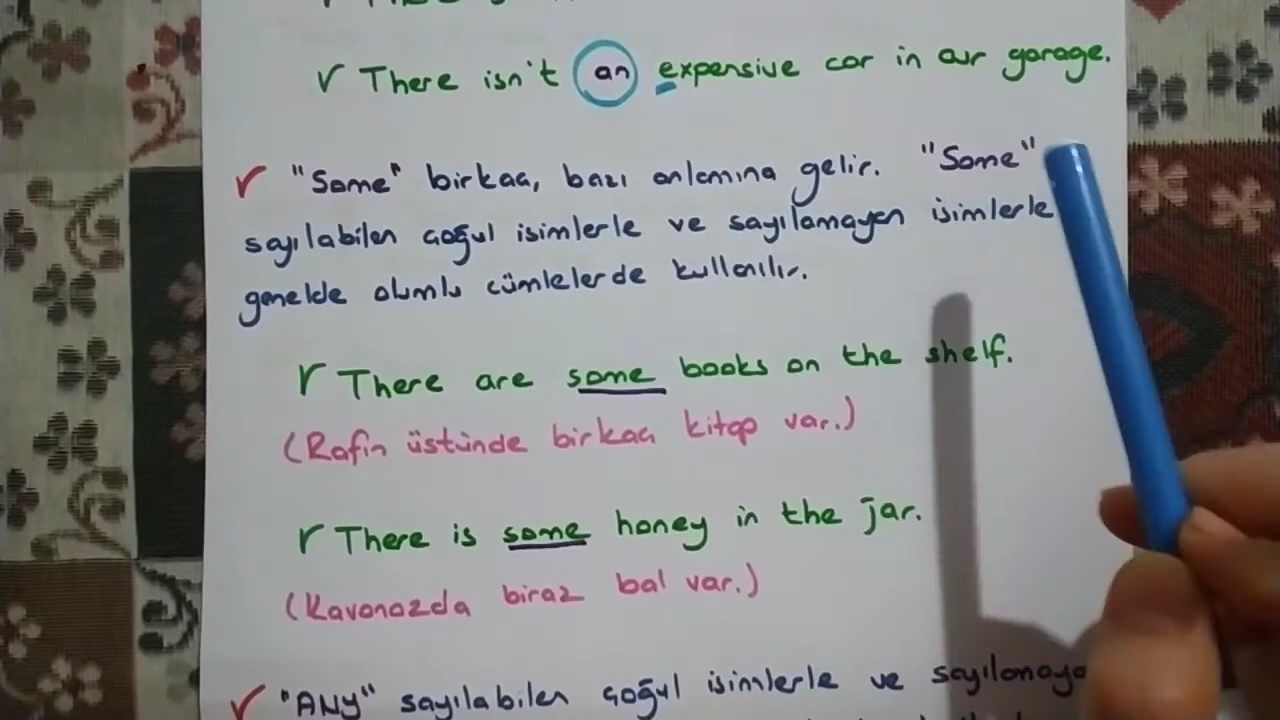 ✓ There isn't an expensive car in our garage.
✓ "Some" birkaç, bazı anlamına gelir. "Some"
sayılabilen çoğul isimlerle ve sayılamayan isimlerle
genelde olumlu cümlelerde kullanılır.
✓ There are some books on the shelf.
(Rafın üstünde birkaç kitap var.)
✓ There is some honey in the jar.
(Kavanozda biraz bal var.)
✓ "ANY" sayılabilen çoğul isimlerle ve